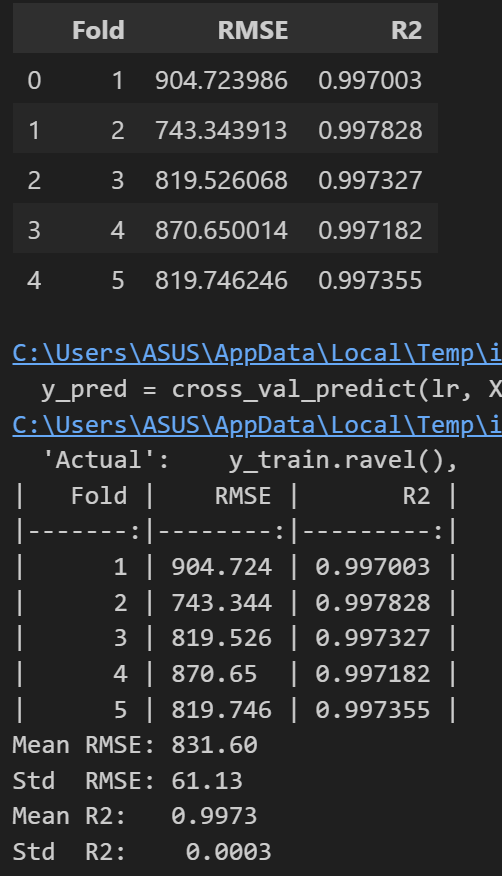 Fold RMSE R2
0 1 904.723986 0.997003
1 2 743.343913 0.997828
2 3 819.526068 0.997327
3 4 870.650014 0.997182
4 5 819.746246 0.997355
C:\Users\ASUS\AppData\Local\Temp\i
y_pred = cross_val_predict(lr, X
C:\Users\ASUS\AppData\Local\Temp\i
'Actual':    y_train.ravel(),
|   Fold |    RMSE |       R2 |
|-------:|--------:|---------:|
|      1 | 904.724 | 0.997003 |
|      2 | 743.344 | 0.997828 |
|      3 | 819.526 | 0.997327 |
|      4 | 870.65  | 0.997182 |
|      5 | 819.746 | 0.997355 |
Mean RMSE: 831.60
Std  RMSE: 61.13
Mean R2:   0.9973
Std  R2:    0.0003